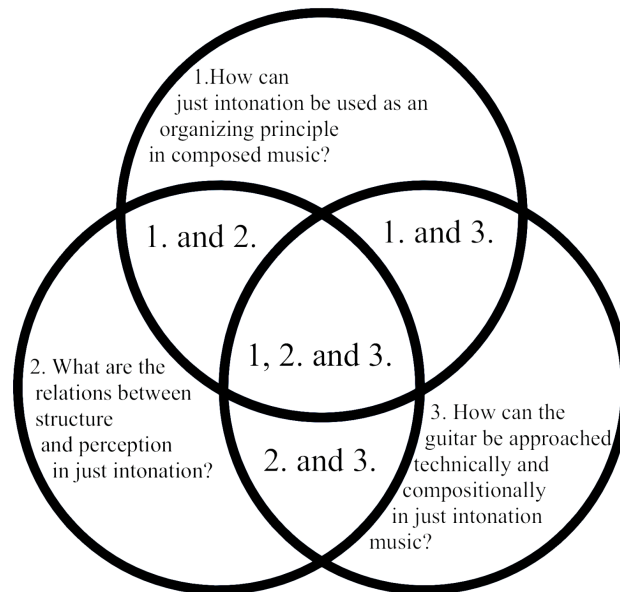 1.How can
just intonation be used as an
organizing principle
in composed music?
1. and 2.
1. and 3.
1, 2. and 3.
2. What are the
relations between
structure
and perception
in just intonation?
3. How can the
guitar be approached
technically and
compositionally
in just intonation
music?
2. and 3.